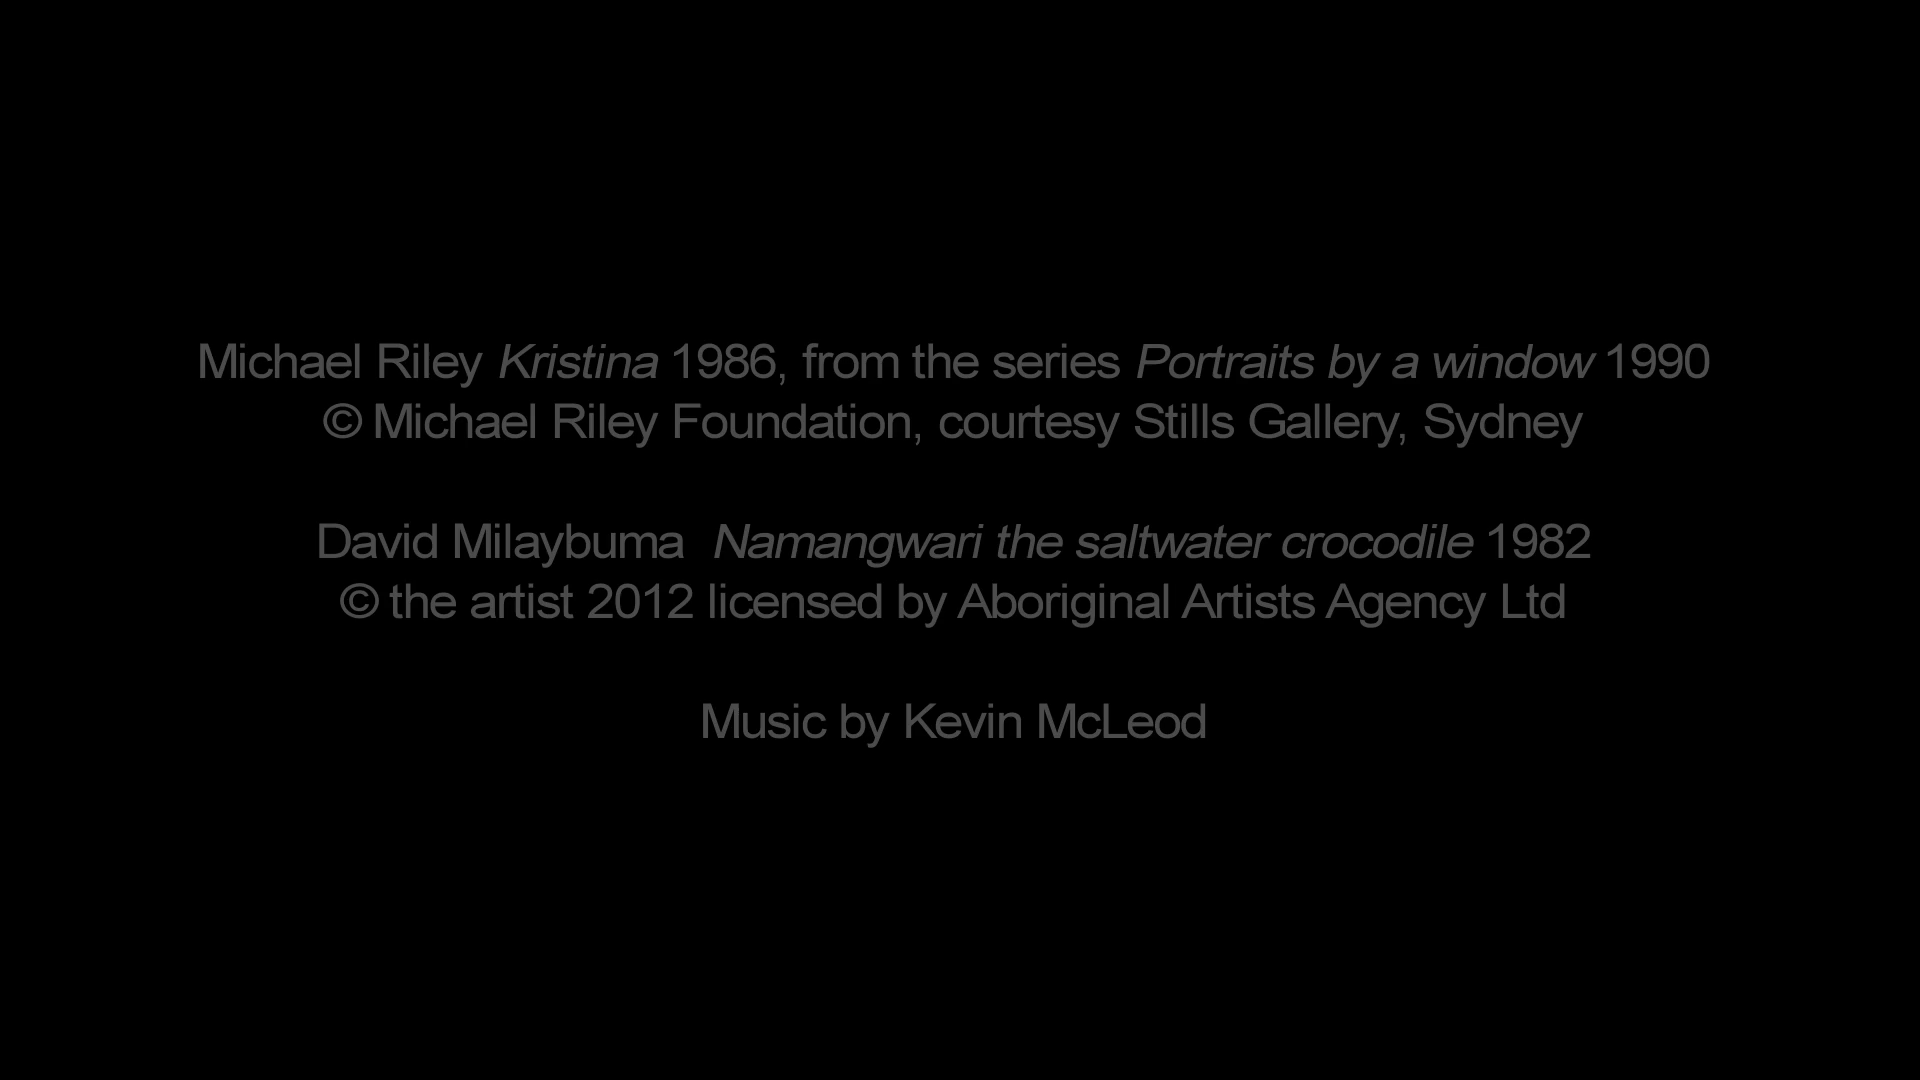 Michael Riley Kristina 1986, from the series Portraits by a window 1990
© Michael Riley Foundation, courtesy Stills Gallery, Sydney
David Milaybuma  Namangwari the saltwater crocodile 1982
© the artist 2012 licensed by Aboriginal Artists Agency Ltd
Music by Kevin McLeod